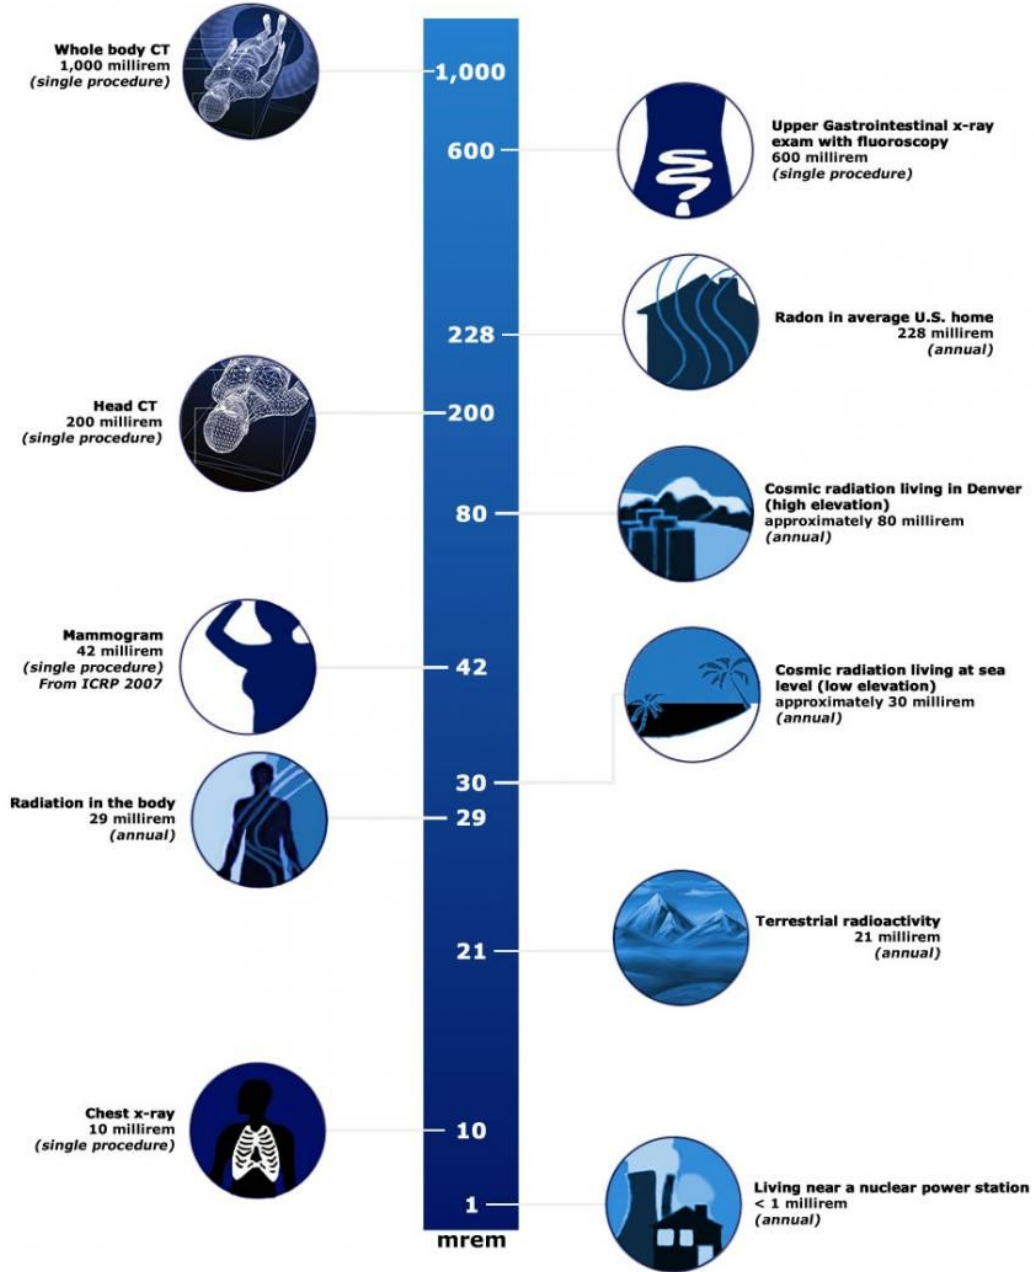 Whole body CT
1,000 millirem
(single procedure)
1,000
Upper Gastrointestinal x-ray
exam with fluoroscopy
600 millirem
(single procedure)
600
Radon in average U.S. home
228 millirem
(annual)
228
Head CT
200 millirem
(single procedure)
200
Cosmic radiation living in Denver
(high elevation)
approximately 80 millirem
(annual)
80
Mammogram
42 millirem
(single procedure)
From ICRP 2007
42
Cosmic radiation living at sea
level (low elevation)
approximately 30 millirem
(annual)
30
Radiation in the body
29 millirem
(annual)
29
Terrestrial radioactivity
21 millirem
(annual)
21
Chest x-ray
10 millirem
(single procedure)
10
Living near a nuclear power station
< 1 millirem
(annual)
1
mrem